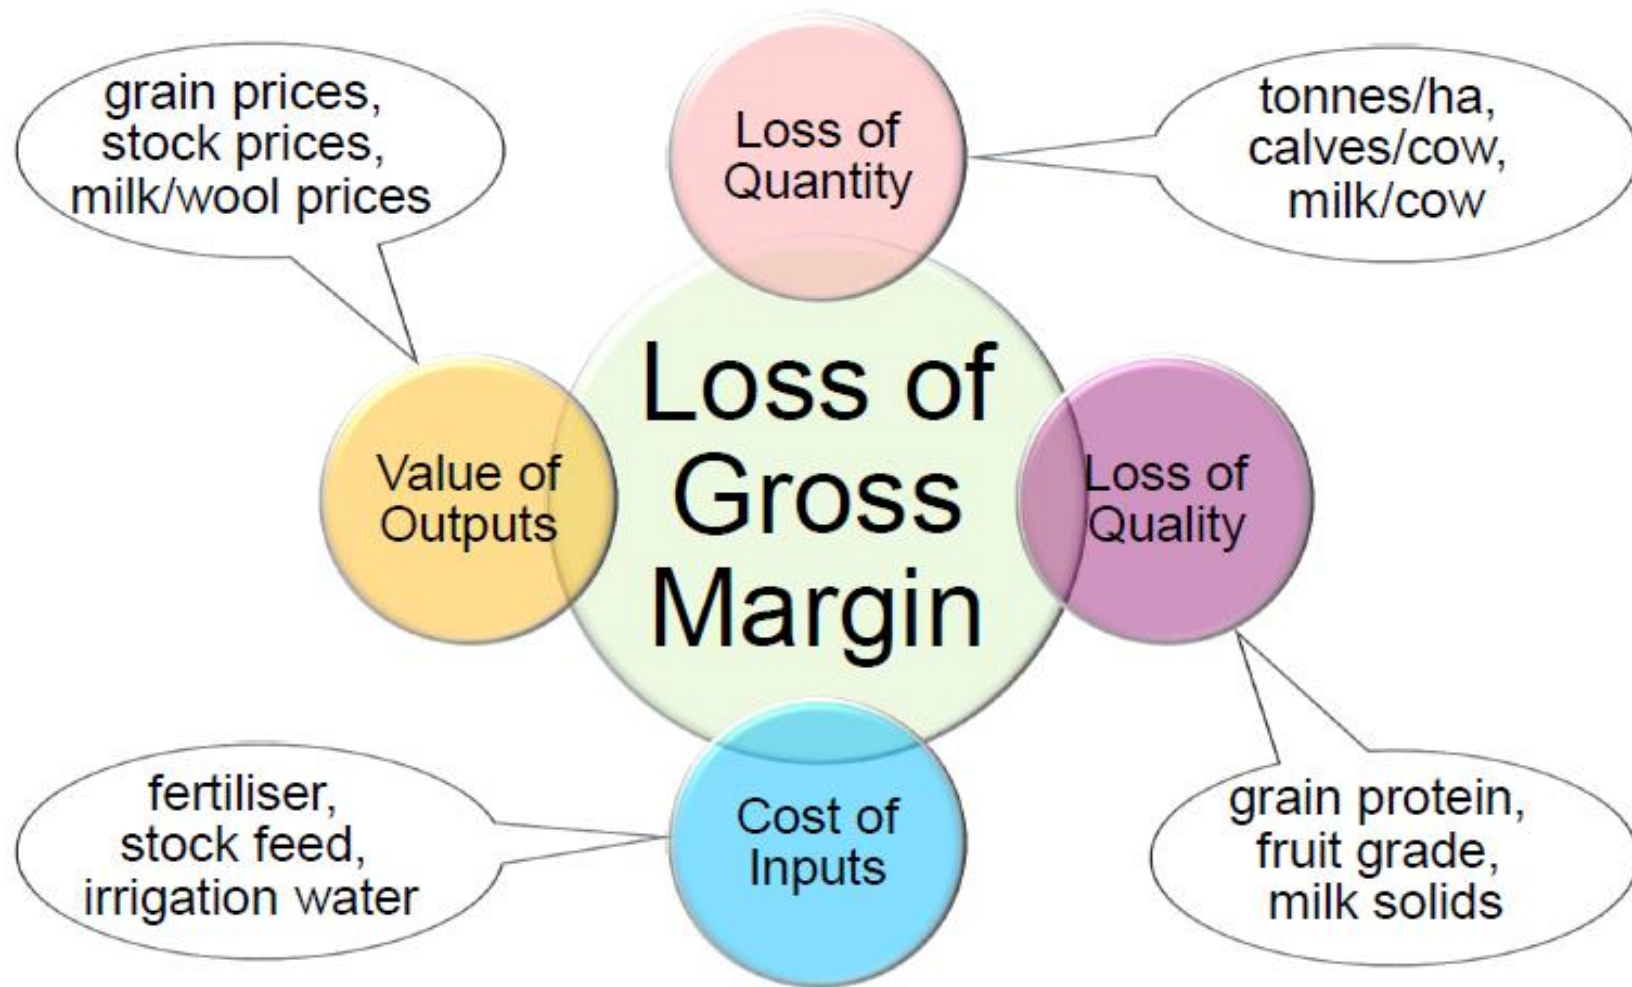 grain prices,
stock prices,
milk/wool prices
Loss of
Quantity
tonnes/ha,
calves/cow,
milk/cow
Value of
Outputs
Loss of
Gross
Margin
Loss of
Quality
fertiliser,
stock feed,
irrigation water
Cost of
Inputs
grain protein,
fruit grade,
milk solids